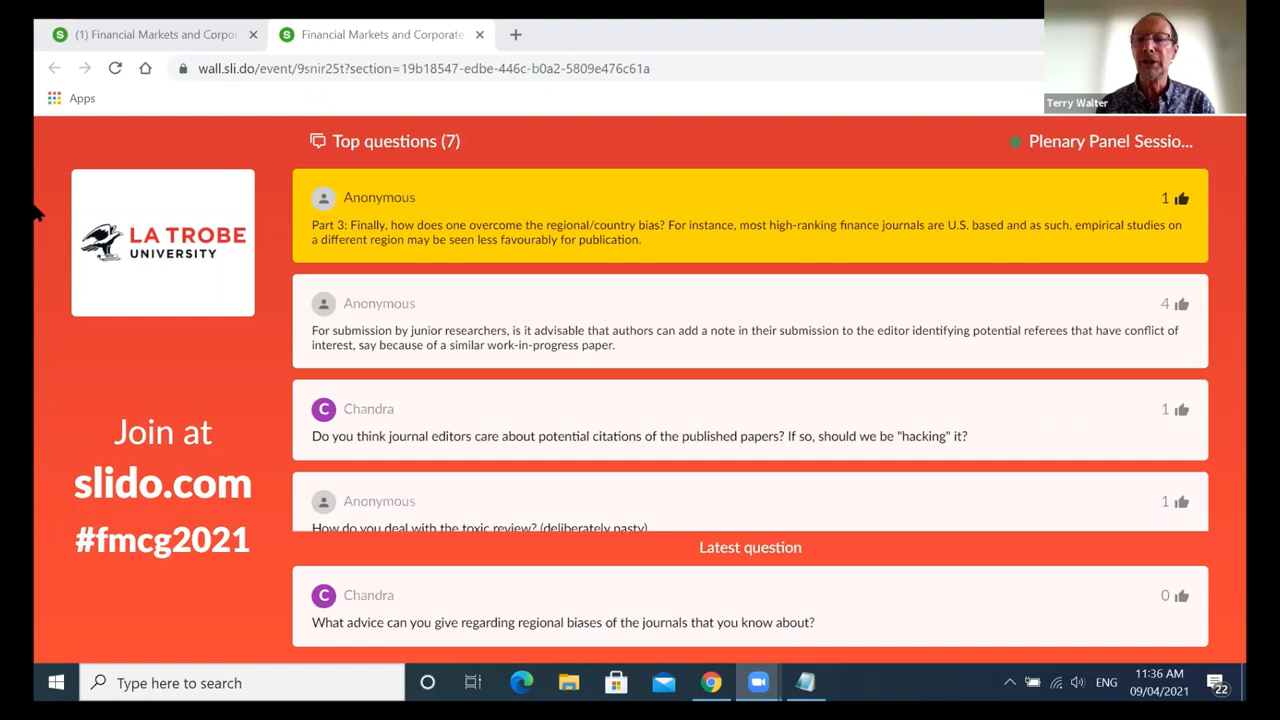 (1) Financial Markets and Corpor
Financial Markets and Corporate
wall.sli.do/event/9snir25t?section=19b18547-edbe-446c-b0a2-5809e476c61a
Apps
Terry Walter
Top questions (7)
Plenary Panel Sessio...
LA TROBE
UNIVERSITY
Join at
slido.com
#fmcg2021
Anonymous
1
Part 3: Finally, how does one overcome the regional/country bias? For instance, most high-ranking finance journals are U.S. based and as such, empirical studies on
a different region may be seen less favourably for publication.
Anonymous
4
For submission by junior researchers, is it advisable that authors can add a note in their submission to the editor identifying potential referees that have conflict of
interest, say because of a similar work-in-progress paper.
C Chandra
1
Do you think journal editors care about potential citations of the published papers? If so, should we be "hacking" it?
Anonymous
1
How do you deal with the toxic review? (deliberately nasty)
Latest question
C Chandra
0
What advice can you give regarding regional biases of the journals that you know about?
Type here to search
ENG
11:36 AM
09/04/2021
22